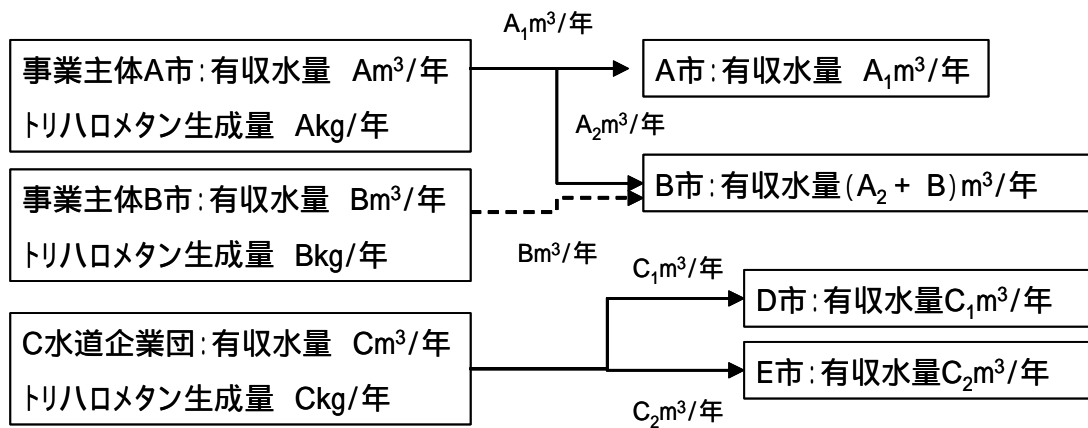 A₁m³/年
事業主体A市:有収水量 Am³/年
トリハロメタン生成量 Akg/年
A市:有収水量 A₁m³/年
A₂m³/年
事業主体B市:有収水量 Bm³/年
トリハロメタン生成量 Bkg/年
B市:有収水量(A₂ + B)m³/年
Bm³/年
C₁m³/年
D市:有収水量C₁m³/年
C水道企業団:有収水量 Cm³/年
トリハロメタン生成量 Ckg/年
E市:有収水量C₂m³/年
C₂m³/年